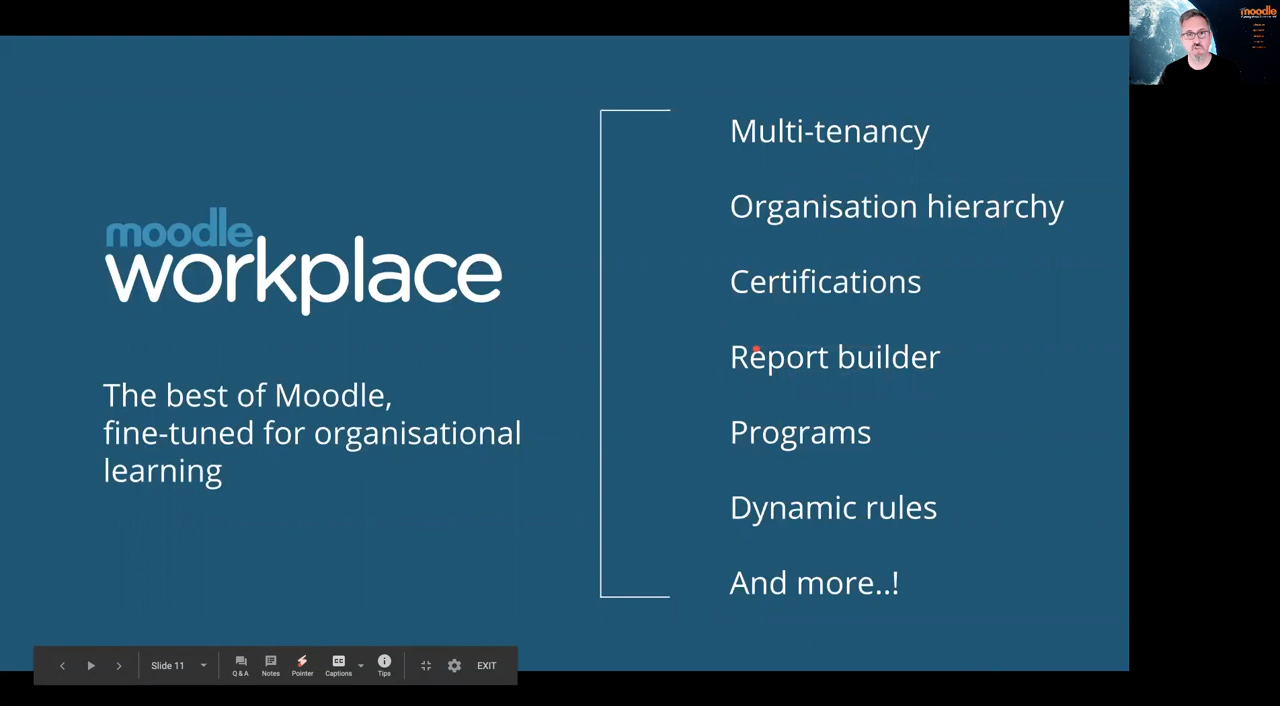 moodle
workplace
The best of Moodle,
fine-tuned for organisational
learning
Multi-tenancy
Organisation hierarchy
Certifications
Report builder
Programs
Dynamic rules
And more..!
moodle
Slide 11
Q & A
Notes
Pointer
CC
Captions
Tips
EXIT